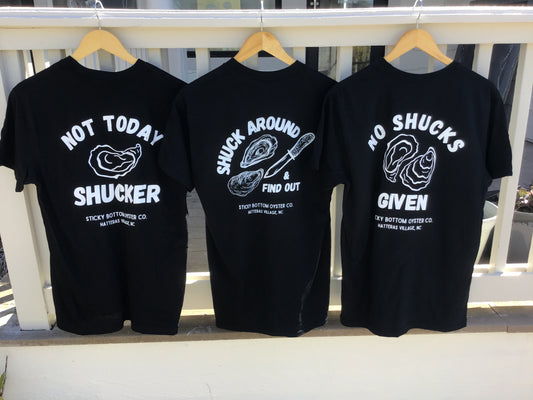 NOT TODAY
SHUCKER
STICKY BOTTOM OYSTER CO.
HATTERAS VILLAGE, NC
SHUCK AROUND
&
FIND OUT
STICKY BOTTOM OYSTER CO.
HATTERAS VILLAGE, NC
NO SHUCKS
GIVEN
CKY BOTTOM OYSTER CO.
HATTERAS VILLAGE, NC